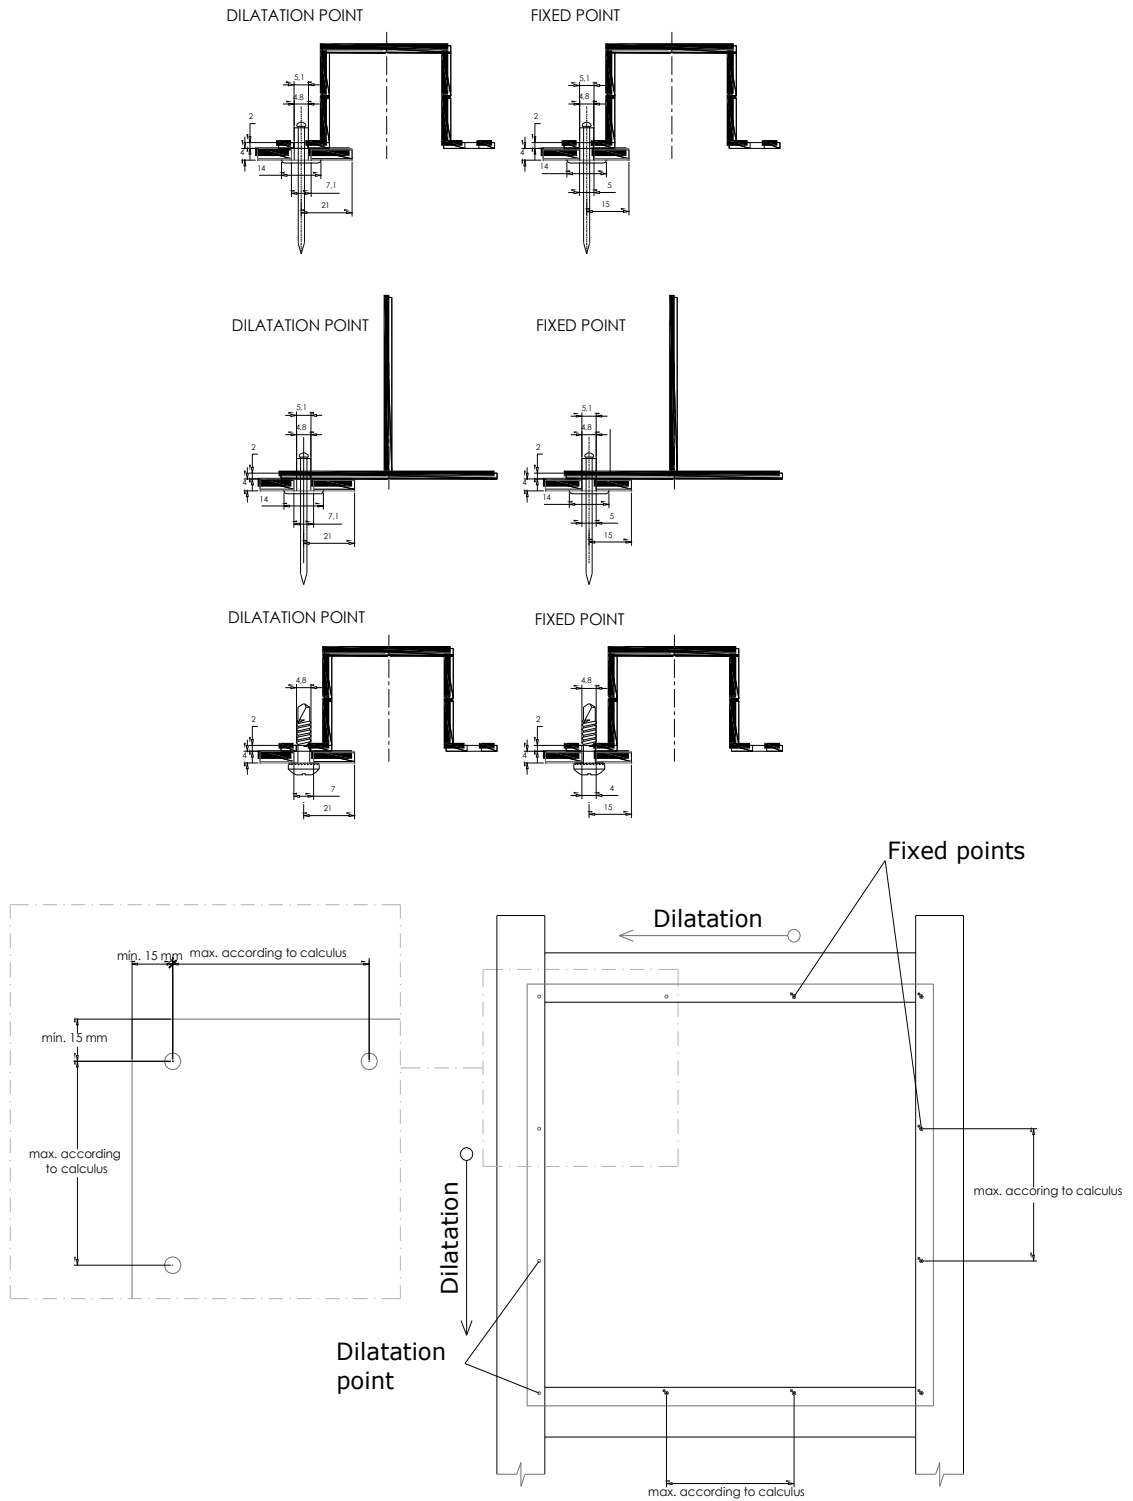 DILATATION POINT
FIXED POINT
5,1
4,8
2
4
14
7,1
21
5,1
4,8
2
4
14
5
15
DILATATION POINT
FIXED POINT
5,1
4,8
2
4
14
7,1
21
5,1
4,8
2
4
14
5
15
DILATATION POINT
FIXED POINT
4,8
2
4
7
21
4,8
2
4
4
15
Fixed points
Dilatation
mín. 15 mm
max. according to calculus
mín. 15 mm
max. according
to calculus
Dilatation
max. accoring to calculus
Dilatation
point
max. according to calculus